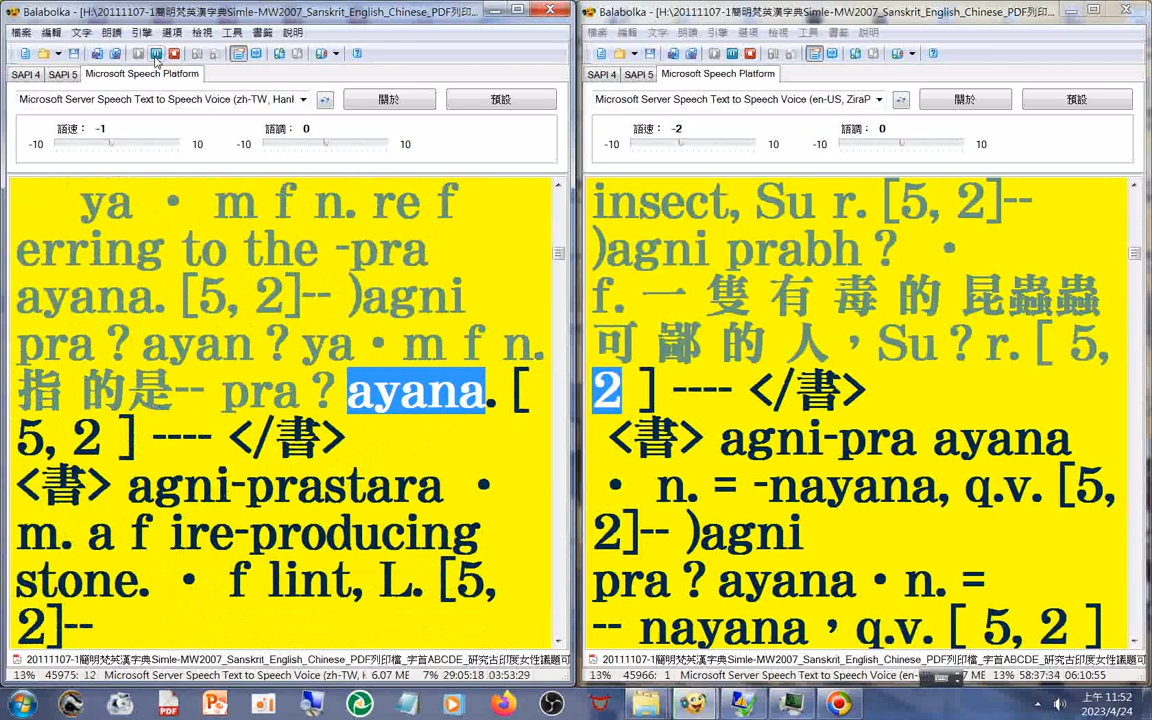 Balabolka - [H:\20111107-1簡明梵英漢字典Simle-MW2007_Sanskrit_English_Chinese_PDF列印...
檔案 編輯 文字 朗讀 引擎 選項 檢視 工具 書籤 說明
SAPI 4 SAPI 5 Microsoft Speech Platform
Microsoft Server Speech Text to Speech Voice (zh-TW, Hanl 關於 預設
語速： -1 語調： 0
-10 10 -10 10
ya • m f n. re f
erring to the -pra
ayana. [5, 2]-- )agni
pra？ayan？ya•m f n.
指 的是-- pra？ayana. [
5, 2 ] ---- </書>
<書> agni-prastara •
m. a f ire-producing
stone. • f lint, L. [5,
2]--
20111107-1簡明梵英漢字典Simle-MW2007_Sanskrit_English_Chinese_PDF列印檔_字首ABCDE_研究古印度女性議題可
13% 45975: 12 Microsoft Server Speech Text to Speech Voice (zh-TW, H 6.07 MB 7% 29:05:18 03:53:29
Balabolka - [H:\20111107-1簡明梵英漢字典Simle-MW2007_Sanskrit_English_Chinese_PDF列印檔...
檔案 編輯 文字 朗讀 引擎 選項 檢視 工具 書籤 說明
SAPI 4 SAPI 5 Microsoft Speech Platform
Microsoft Server Speech Text to Speech Voice (en-US, ZiraP 關於 預設
語速： -2 語調： 0
-10 10 -10 10
insect, Su r. [5, 2]--
)agni prabh？ •
f. 一 隻 有 毒 的 昆蟲蟲
可 鄙 的 人，Su？r. [ 5,
2 ] ---- </書>
<書> agni-pra ayana
• n. = -nayana, q.v. [5,
2]-- )agni
pra？ayana•n. =
-- nayana，q.v. [ 5, 2 ]
20111107-1簡明梵英漢字典Simle-MW2007_Sanskrit_English_Chinese_PDF列印檔_字首ABCDE_研究古印度女性議題可
13% 45966: 1 Microsoft Server Speech Text to Speech Voice (en-us 13% 58:37:34 06:10:55
上午 11:52
2023/4/24